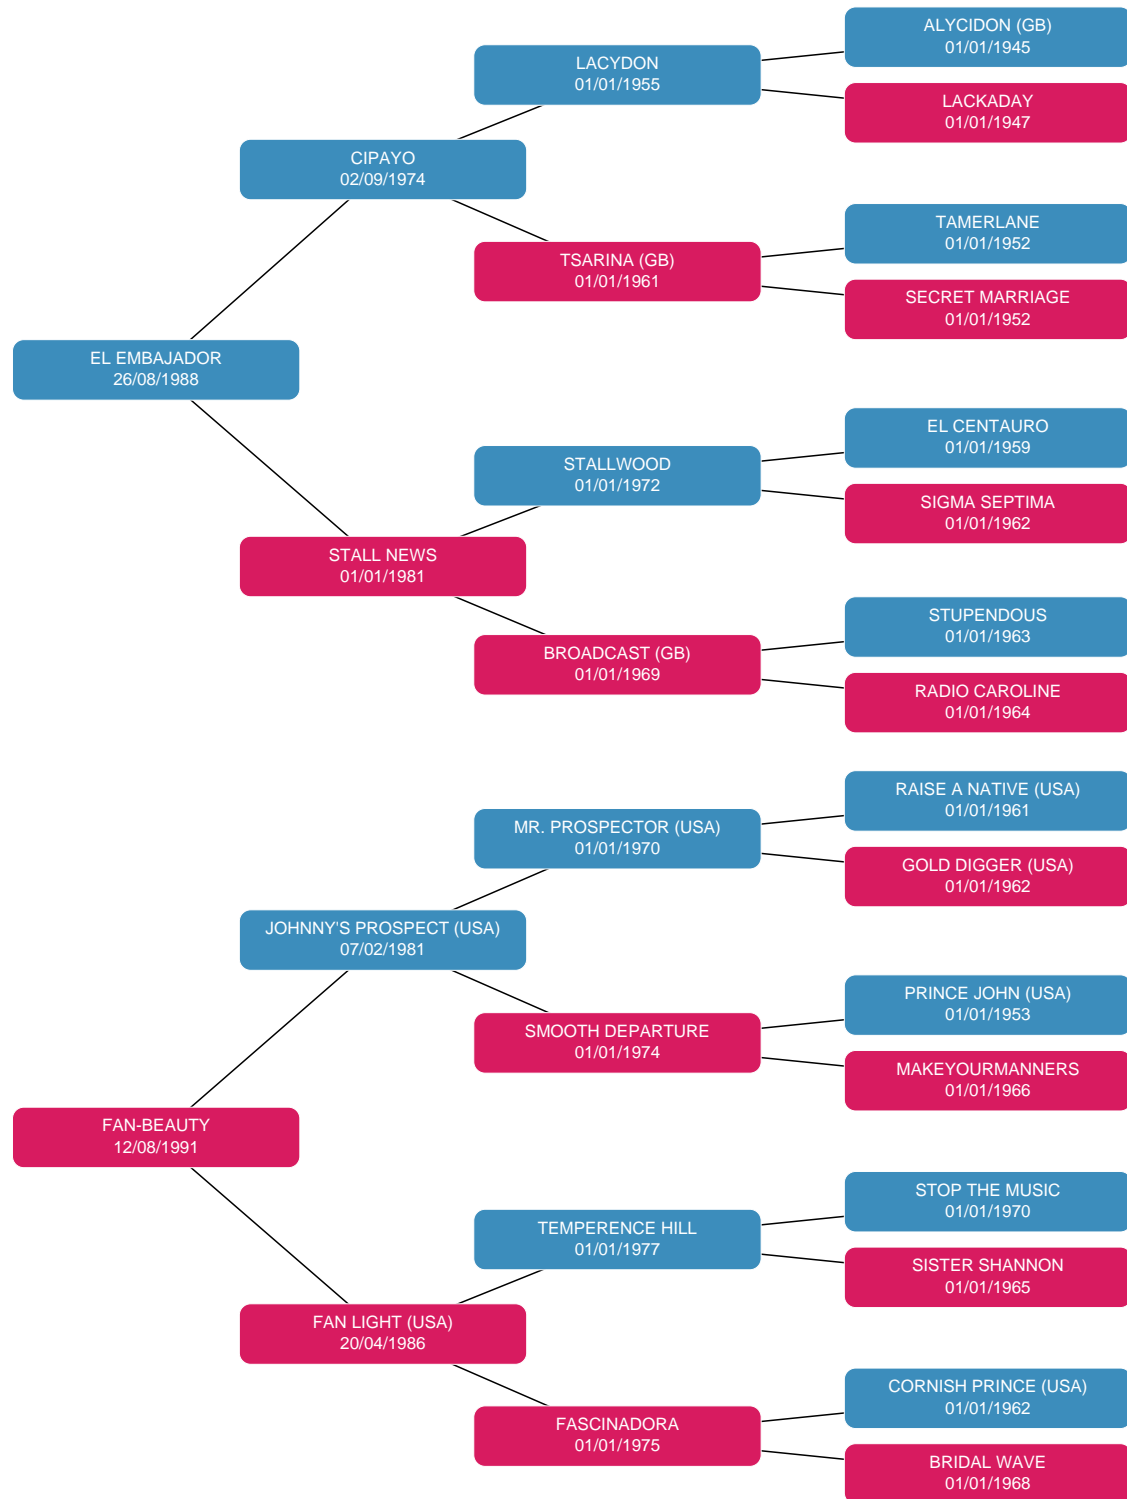 ALYCIDON (GB)
01/01/1945
LACYDON
01/01/1955
LACKADAY
01/01/1947
CIPAYO
02/09/1974
TAMERLANE
01/01/1952
TSARINA (GB)
01/01/1961
SECRET MARRIAGE
01/01/1952
EL EMBAJADOR
26/08/1988
EL CENTAURO
01/01/1959
STALLWOOD
01/01/1972
SIGMA SEPTIMA
01/01/1962
STALL NEWS
01/01/1981
STUPENDOUS
01/01/1963
BROADCAST (GB)
01/01/1969
RADIO CAROLINE
01/01/1964
RAISE A NATIVE (USA)
01/01/1961
MR. PROSPECTOR (USA)
01/01/1970
GOLD DIGGER (USA)
01/01/1962
JOHNNY'S PROSPECT (USA)
07/02/1981
PRINCE JOHN (USA)
01/01/1953
SMOOTH DEPARTURE
01/01/1974
MAKEYOURMANNERS
01/01/1966
FAN-BEAUTY
12/08/1991
STOP THE MUSIC
01/01/1970
TEMPERENCE HILL
01/01/1977
SISTER SHANNON
01/01/1965
FAN LIGHT (USA)
20/04/1986
CORNISH PRINCE (USA)
01/01/1962
FASCINADORA
01/01/1975
BRIDAL WAVE
01/01/1968